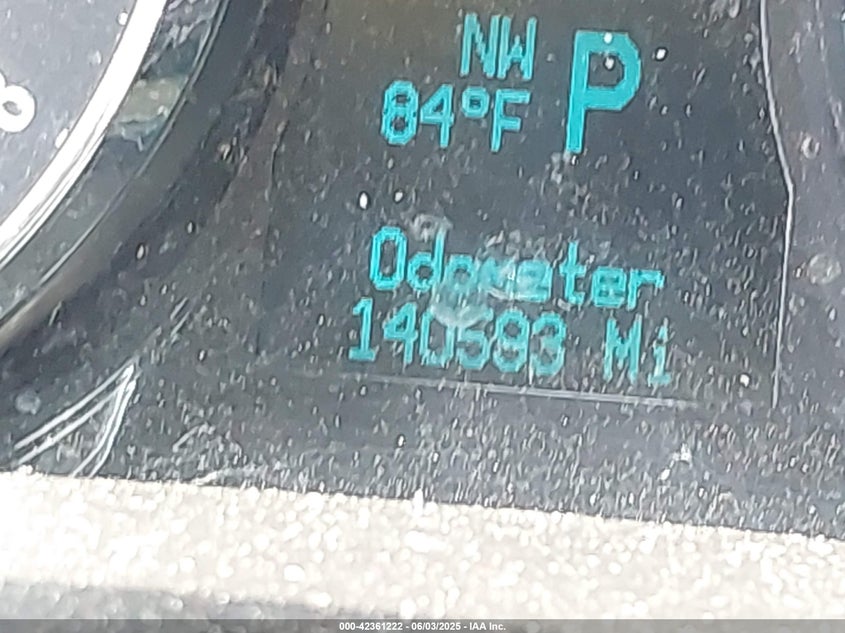 NW P
84°F
Odometer
140593 Mi
000-42361222 - 06/03/2025 - IAA Inc.